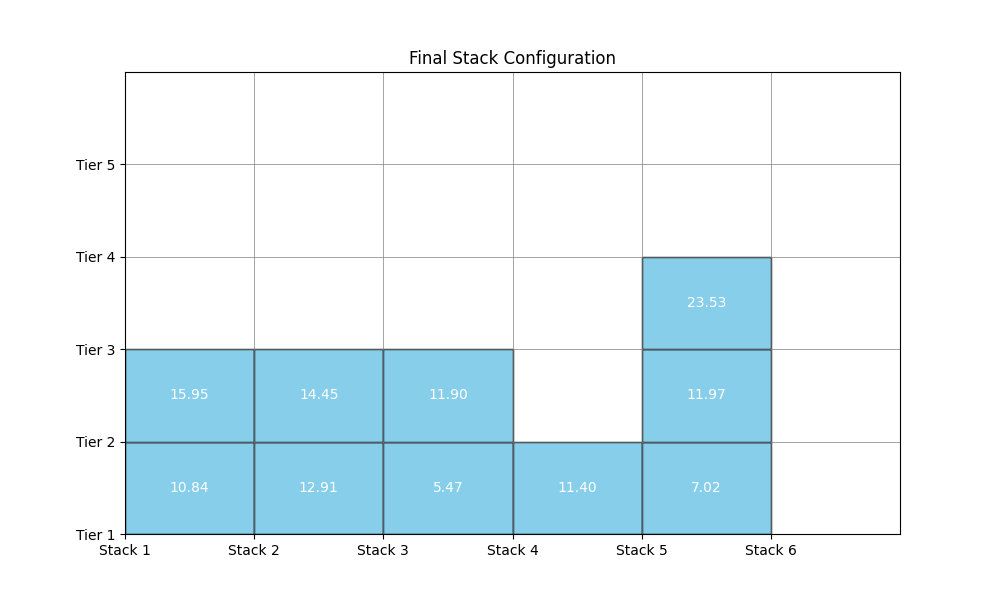 Final Stack Configuration
Tier 5
Tier 4
23.53
Tier 3
15.95 14.45 11.90 11.97
Tier 2
10.84 12.91 5.47 11.40 7.02
Tier 1
Stack 1 Stack 2 Stack 3 Stack 4 Stack 5 Stack 6